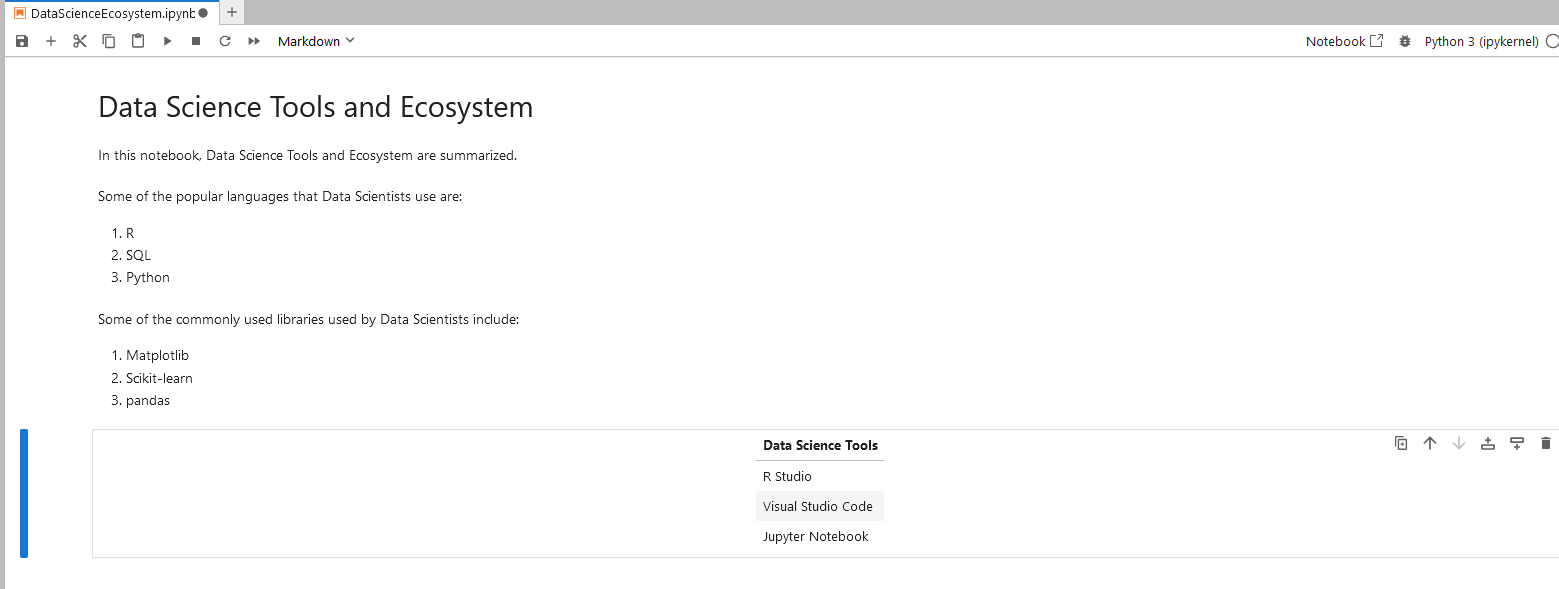 DataScienceEcosystem.ipynb
Markdown
Notebook
Python 3 (ipykernel)
Data Science Tools and Ecosystem
In this notebook, Data Science Tools and Ecosystem are summarized.
Some of the popular languages that Data Scientists use are:
1. R
2. SQL
3. Python
Some of the commonly used libraries used by Data Scientists include:
1. Matplotlib
2. Scikit-learn
3. pandas
Data Science Tools
R Studio
Visual Studio Code
Jupyter Notebook